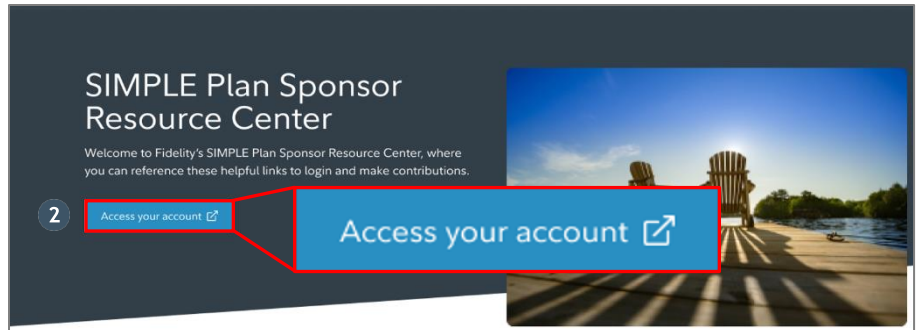 SIMPLE Plan Sponsor
Resource Center
Welcome to Fidelity's SIMPLE Plan Sponsor Resource Center, where
you can reference these helpful links to login and make contributions.
2
Access your account
Access your account